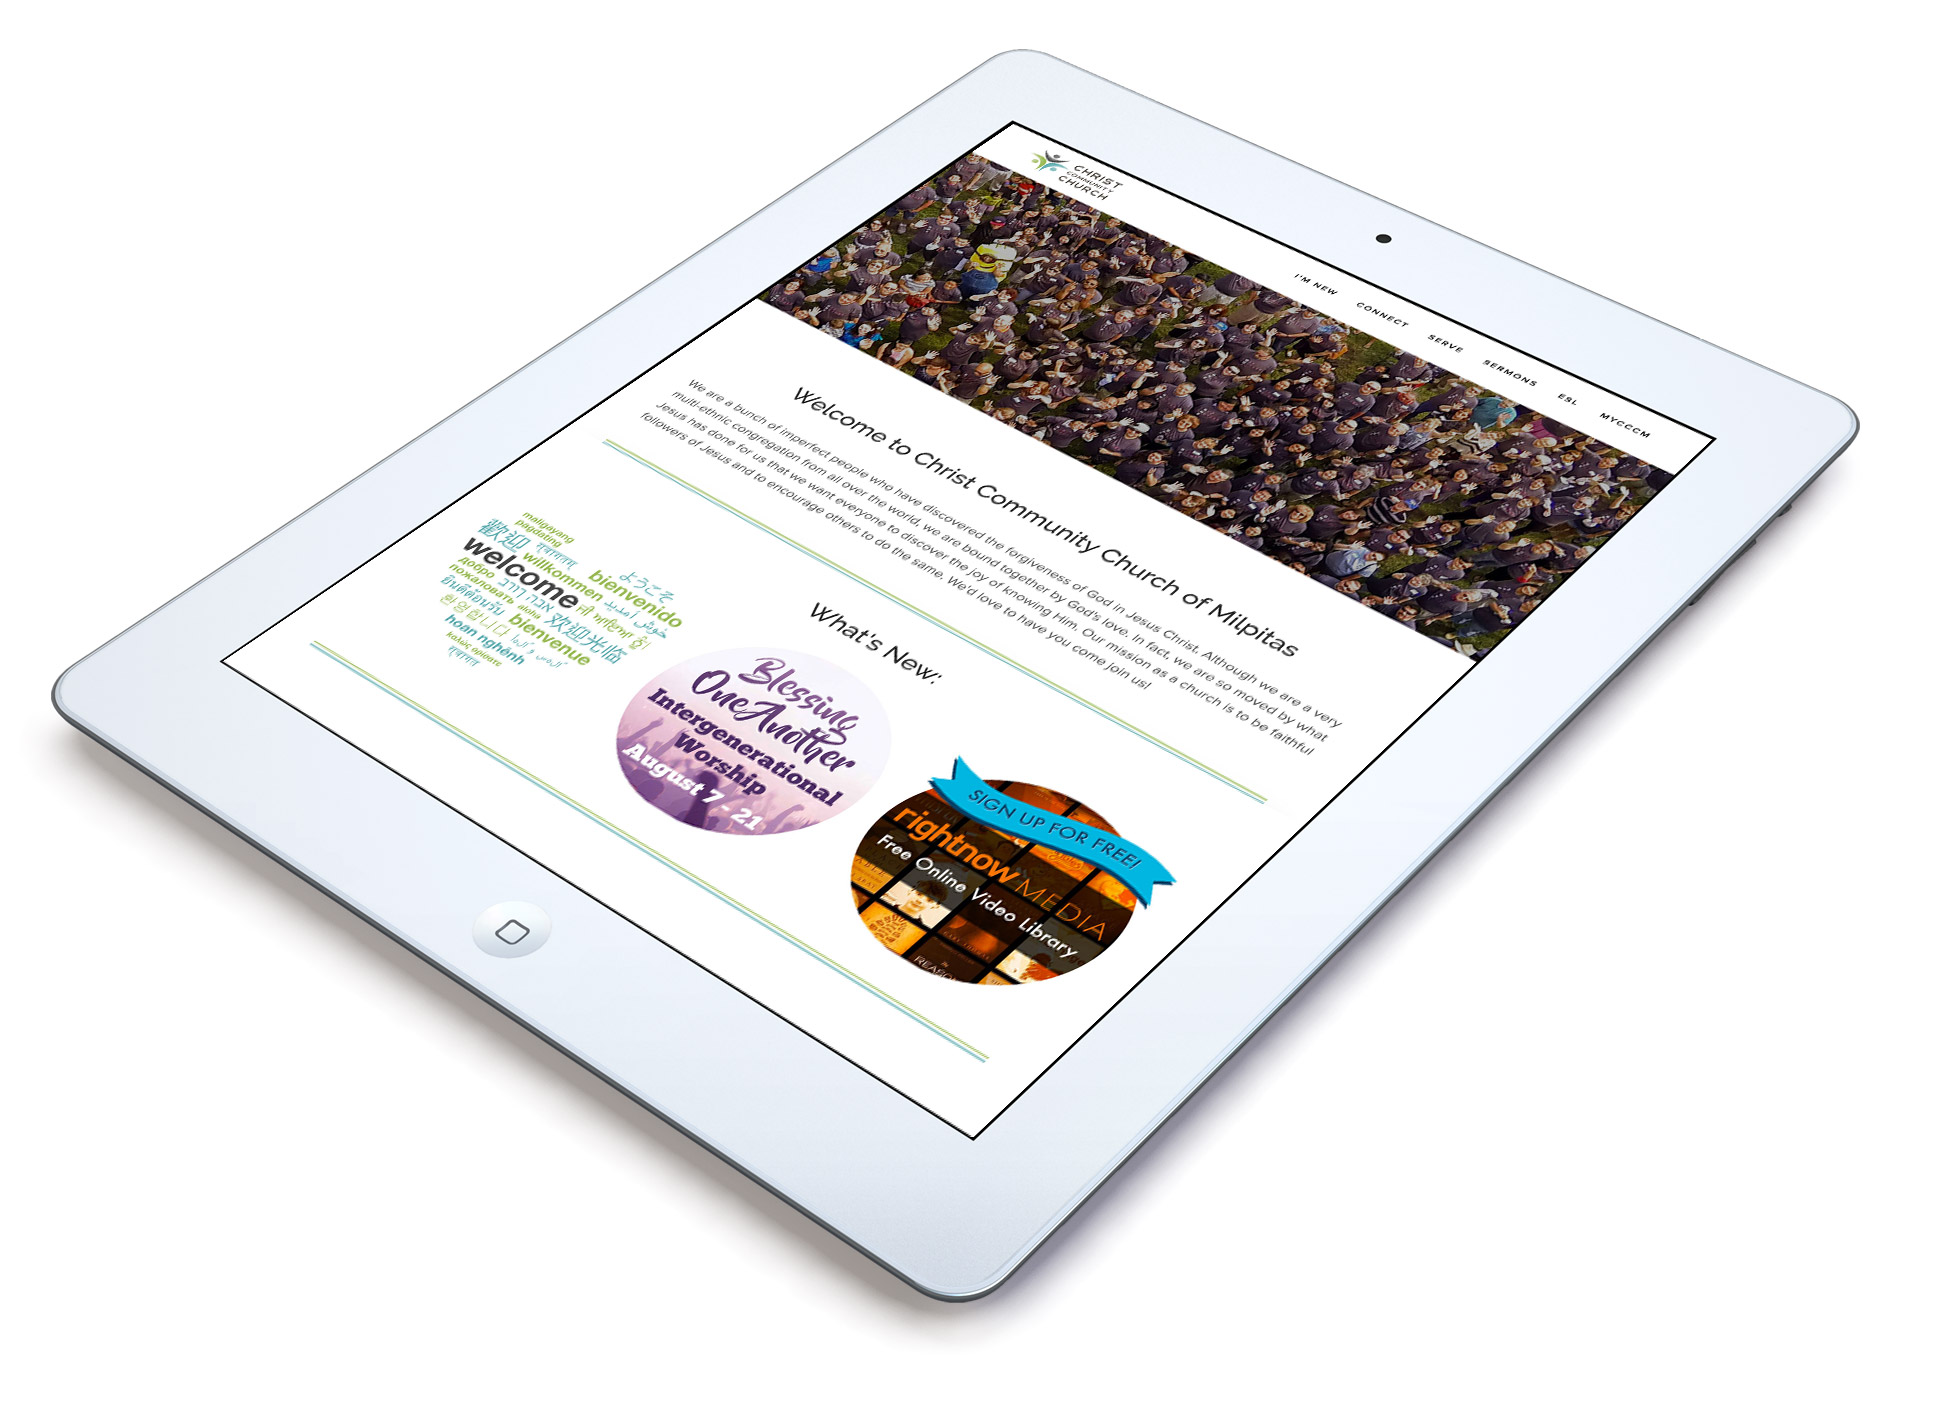 CHRIST
COMMUNITY
CHURCH
I'M NEW CONNECT SERVE SERMONS ESL MYCCCM
Welcome to Christ Community Church of Milpitas
We are a bunch of imperfect people who have discovered the forgiveness of God in Jesus Christ. Although we are a very
multi-ethnic congregation from all over the world, we are bound together by God's love. In fact, we are so moved by what
Jesus has done for us that we want everyone to discover the joy of knowing Him. Our mission as a church is to be faithful
followers of Jesus and to encourage others to do the same. We'd love to have you come join us!
What's New:
maligayang
pagdating
歡迎
welcome
willkommen
ようこそ
bienvenido
добро
пожаловать
ברוך הבא
ยินดีต้อนรับ
aloha
欢迎光临
환영합니다
bienvenue
hoan nghênh
καλώς ορίσατε
Blessing
One Another
Intergenerational
Worship
August 7 - 21
SIGN UP FOR FREE!
rightnow MEDIA
Free Online Video Library